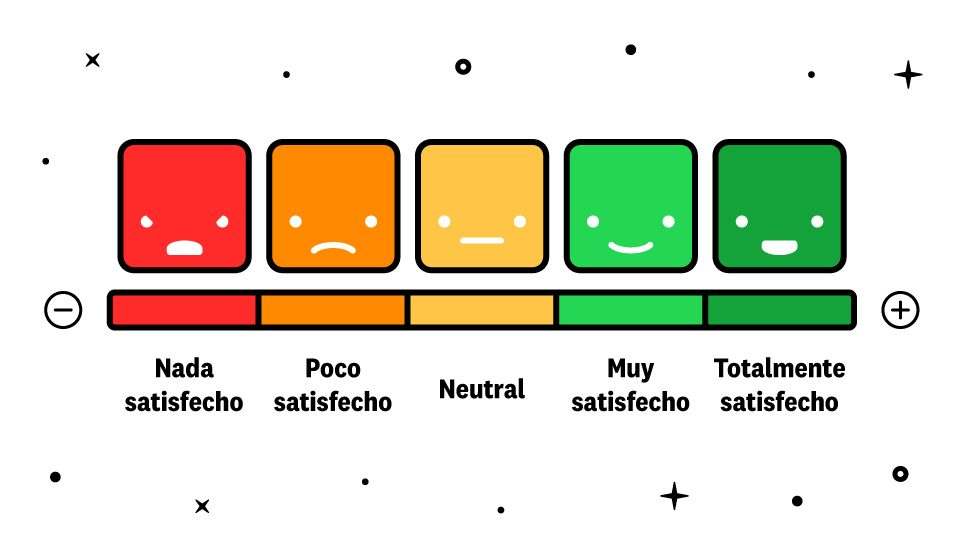 Nada
satisfecho
Poco
satisfecho
Neutral
Muy
satisfecho
Totalmente
satisfecho